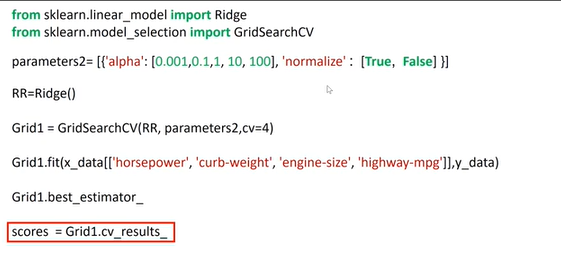 from sklearn.linear_model import Ridge
from sklearn.model_selection import GridSearchCV
parameters2= [{'alpha': [0.001,0.1,1, 10, 100], 'normalize' : [True, False] }]
RR=Ridge()
Grid1 = GridSearchCV(RR, parameters2,cv=4)
Grid1.fit(x_data[['horsepower', 'curb-weight', 'engine-size', 'highway-mpg']],y_data)
Grid1.best_estimator_
scores = Grid1.cv_results_